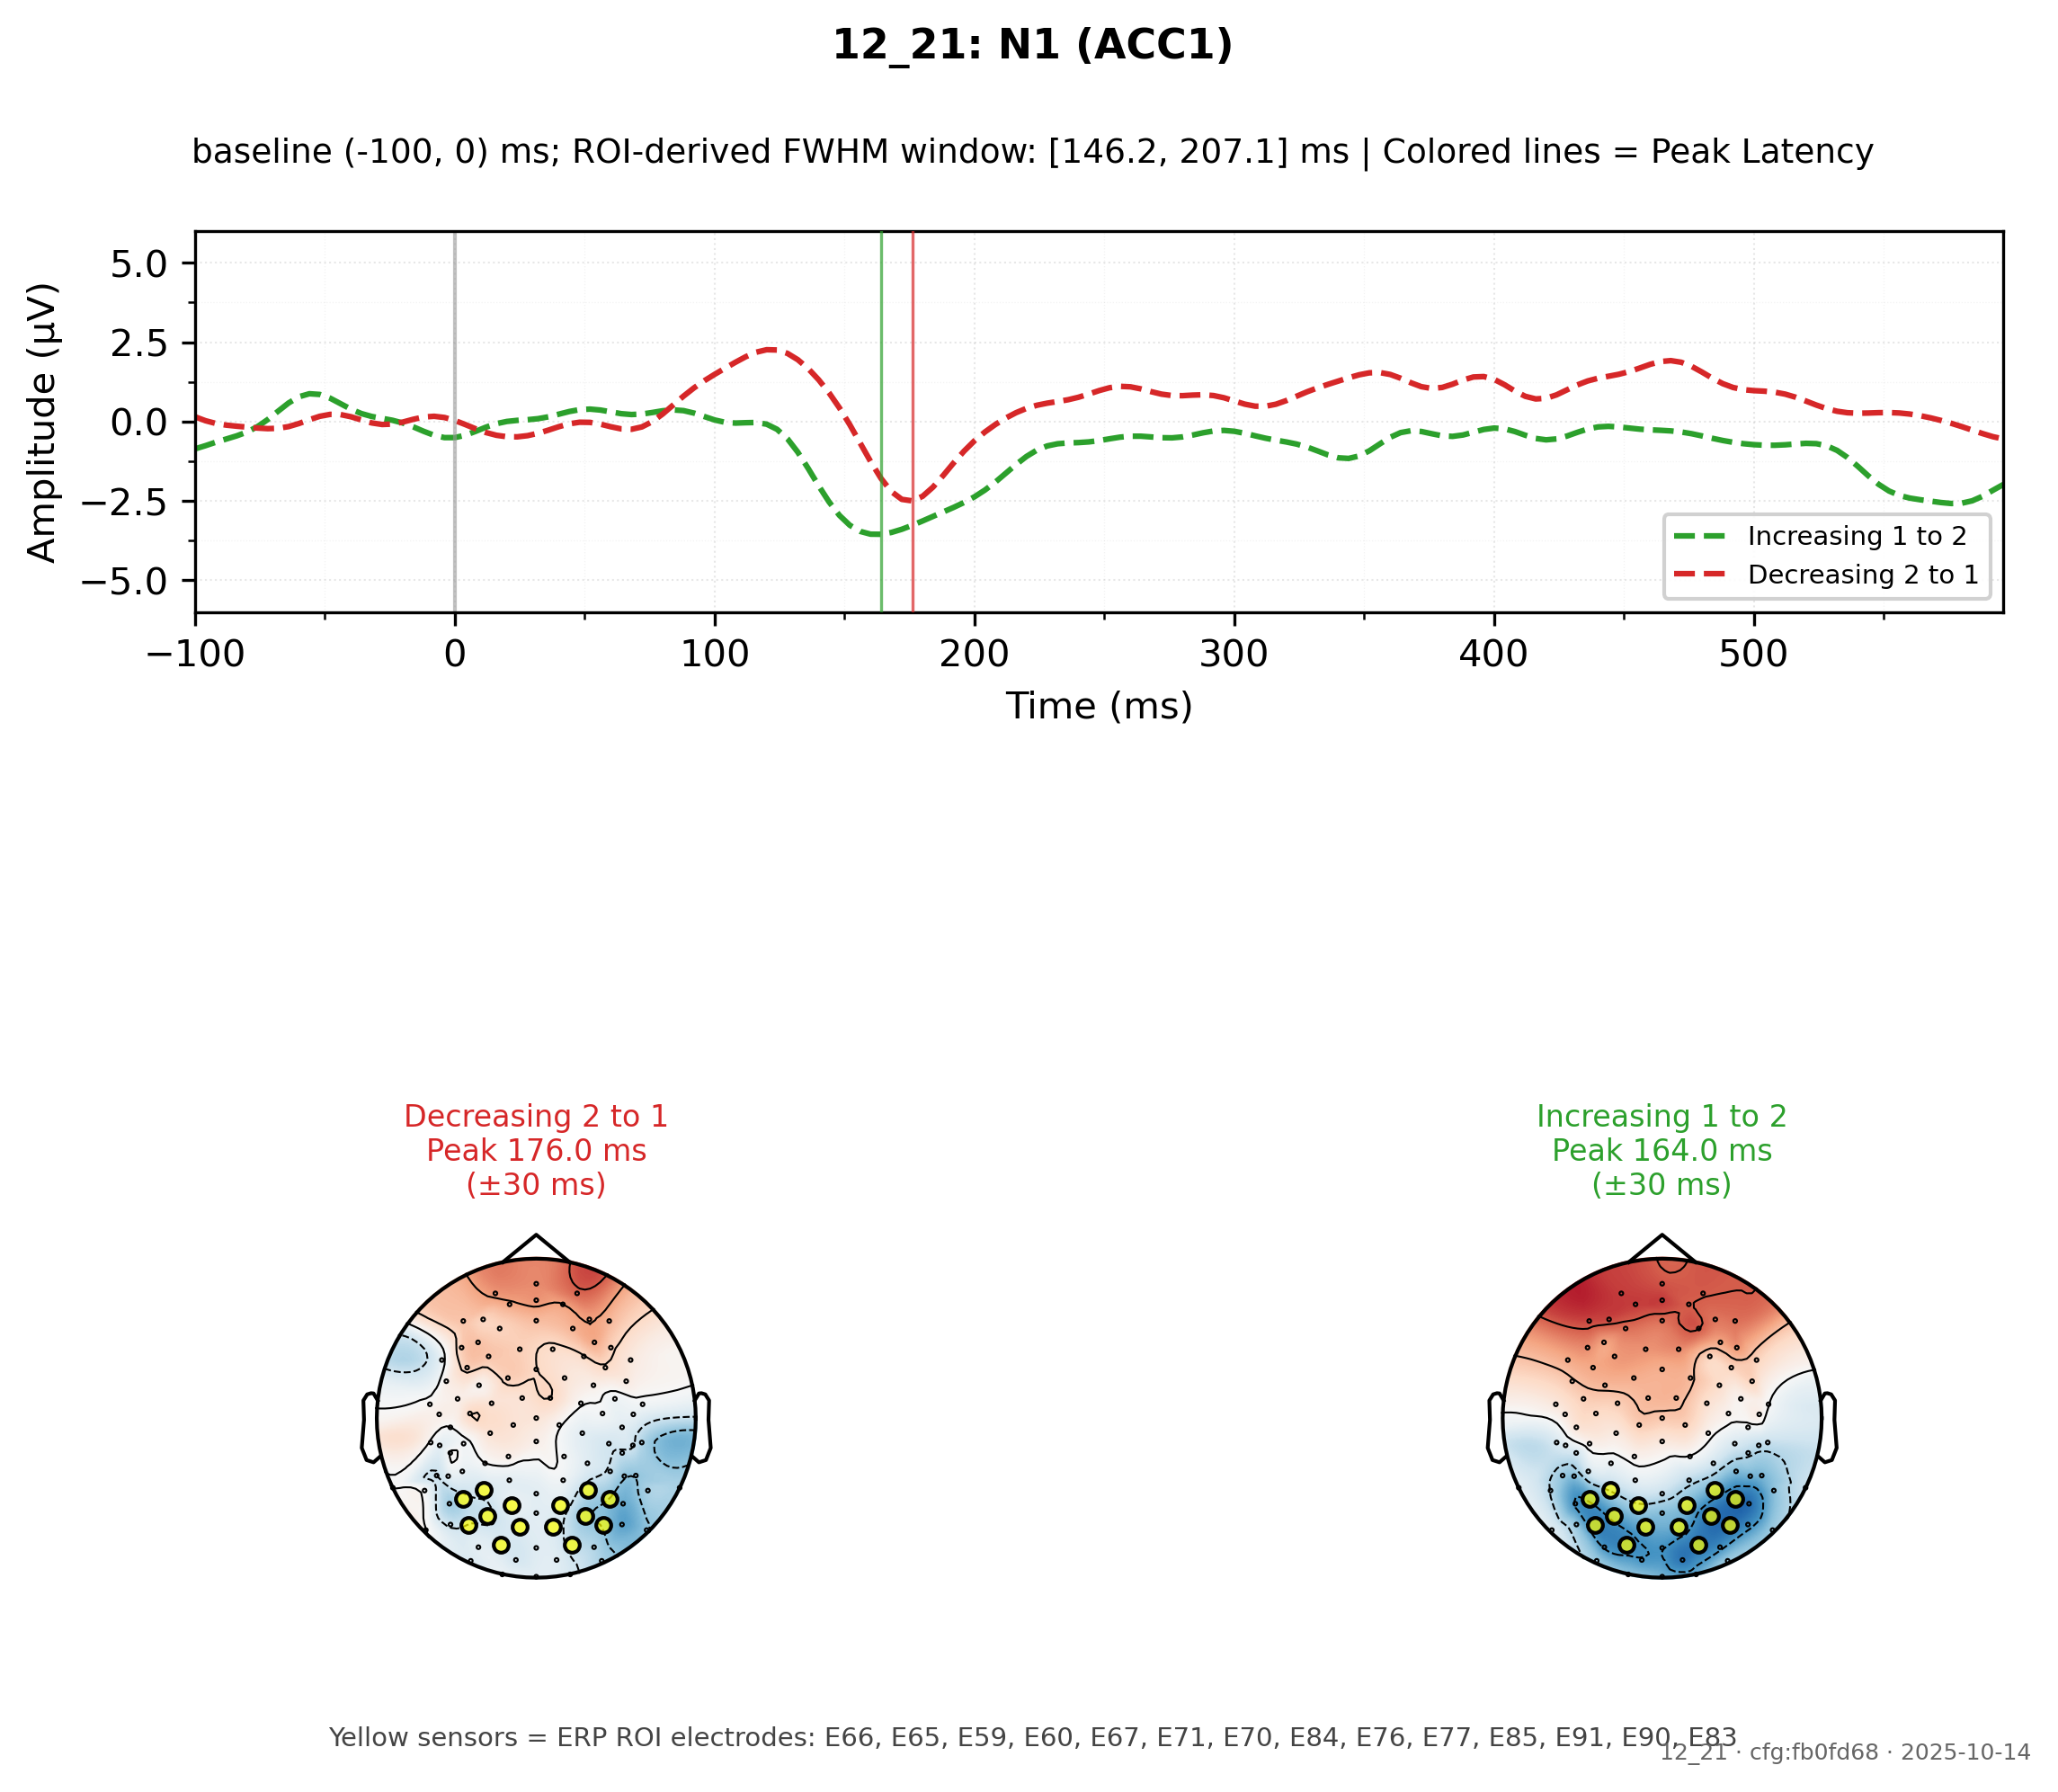 12_21: N1 (ACC1)
baseline (-100, 0) ms; ROI-derived FWHM window: [146.2, 207.1] ms | Colored lines = Peak Latency
Amplitude (µV)
5.0
2.5
0.0
−2.5
−5.0
Increasing 1 to 2
Decreasing 2 to 1
−100
0
100
200
300
400
500
Time (ms)
Decreasing 2 to 1
Peak 176.0 ms
(±30 ms)
Increasing 1 to 2
Peak 164.0 ms
(±30 ms)
Yellow sensors = ERP ROI electrodes: E66, E65, E59, E60, E67, E71, E70, E84, E76, E77, E85, E91, E90, E83
12_21 · cfg:fb0fd68 · 2025-10-14